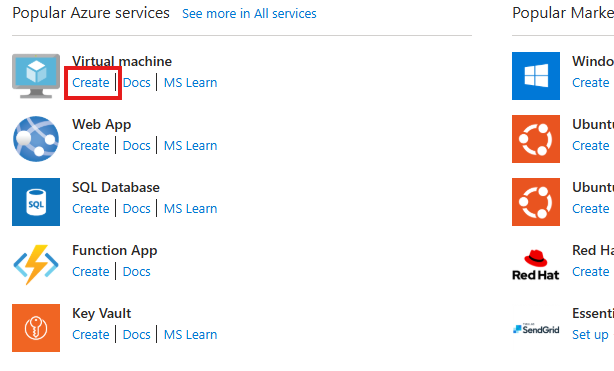 Popular Azure services See more in All services
Virtual machine
Create Docs MS Learn
Web App
Create Docs MS Learn
SQL
SQL Database
Create Docs MS Learn
Function App
Create Docs
Key Vault
Create Docs MS Learn
Popular Marke
Windo
Create
Ubunt
Create
Ubunt
Create
Red Hat
Red Ha
Create
SendGrid
Essenti
Set up